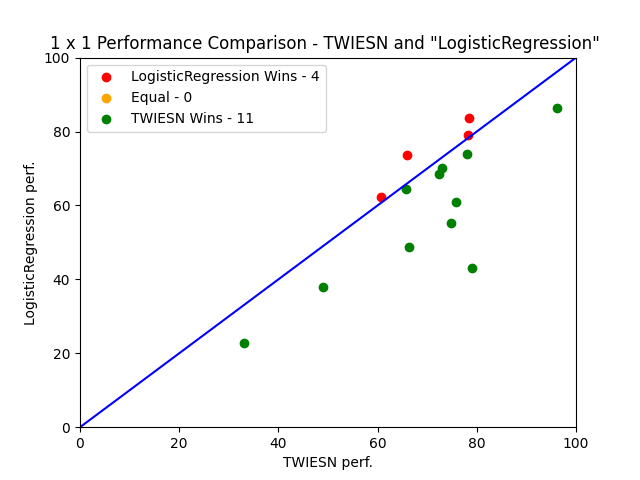 1 x 1 Performance Comparison - TWIESN and "LogisticRegression"
LogisticRegression Wins - 4
Equal - 0
TWIESN Wins - 11
LogisticRegression perf.
100
80
60
40
20
0
0 20 40 60 80 100
TWIESN perf.